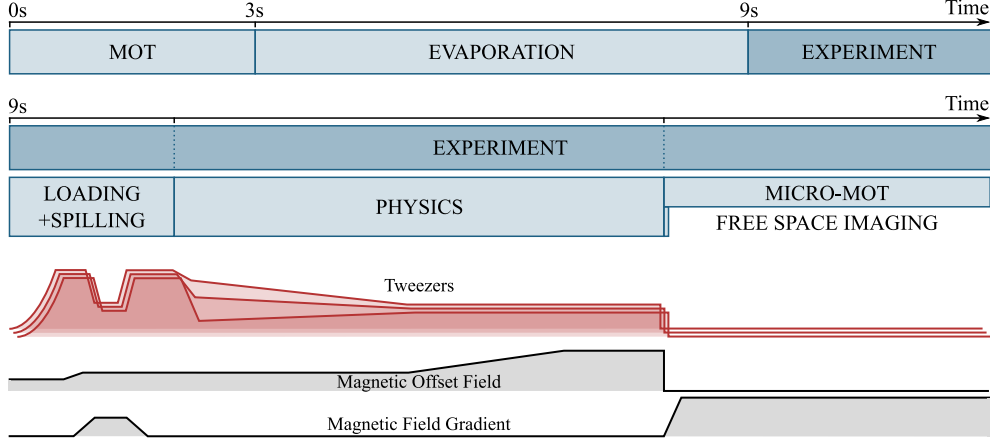 0s 3s 9s Time
MOT EVAPORATION EXPERIMENT
9s Time
EXPERIMENT
LOADING
+SPILLING
PHYSICS
MICRO-MOT
FREE SPACE IMAGING
Tweezers
Magnetic Offset Field
Magnetic Field Gradient